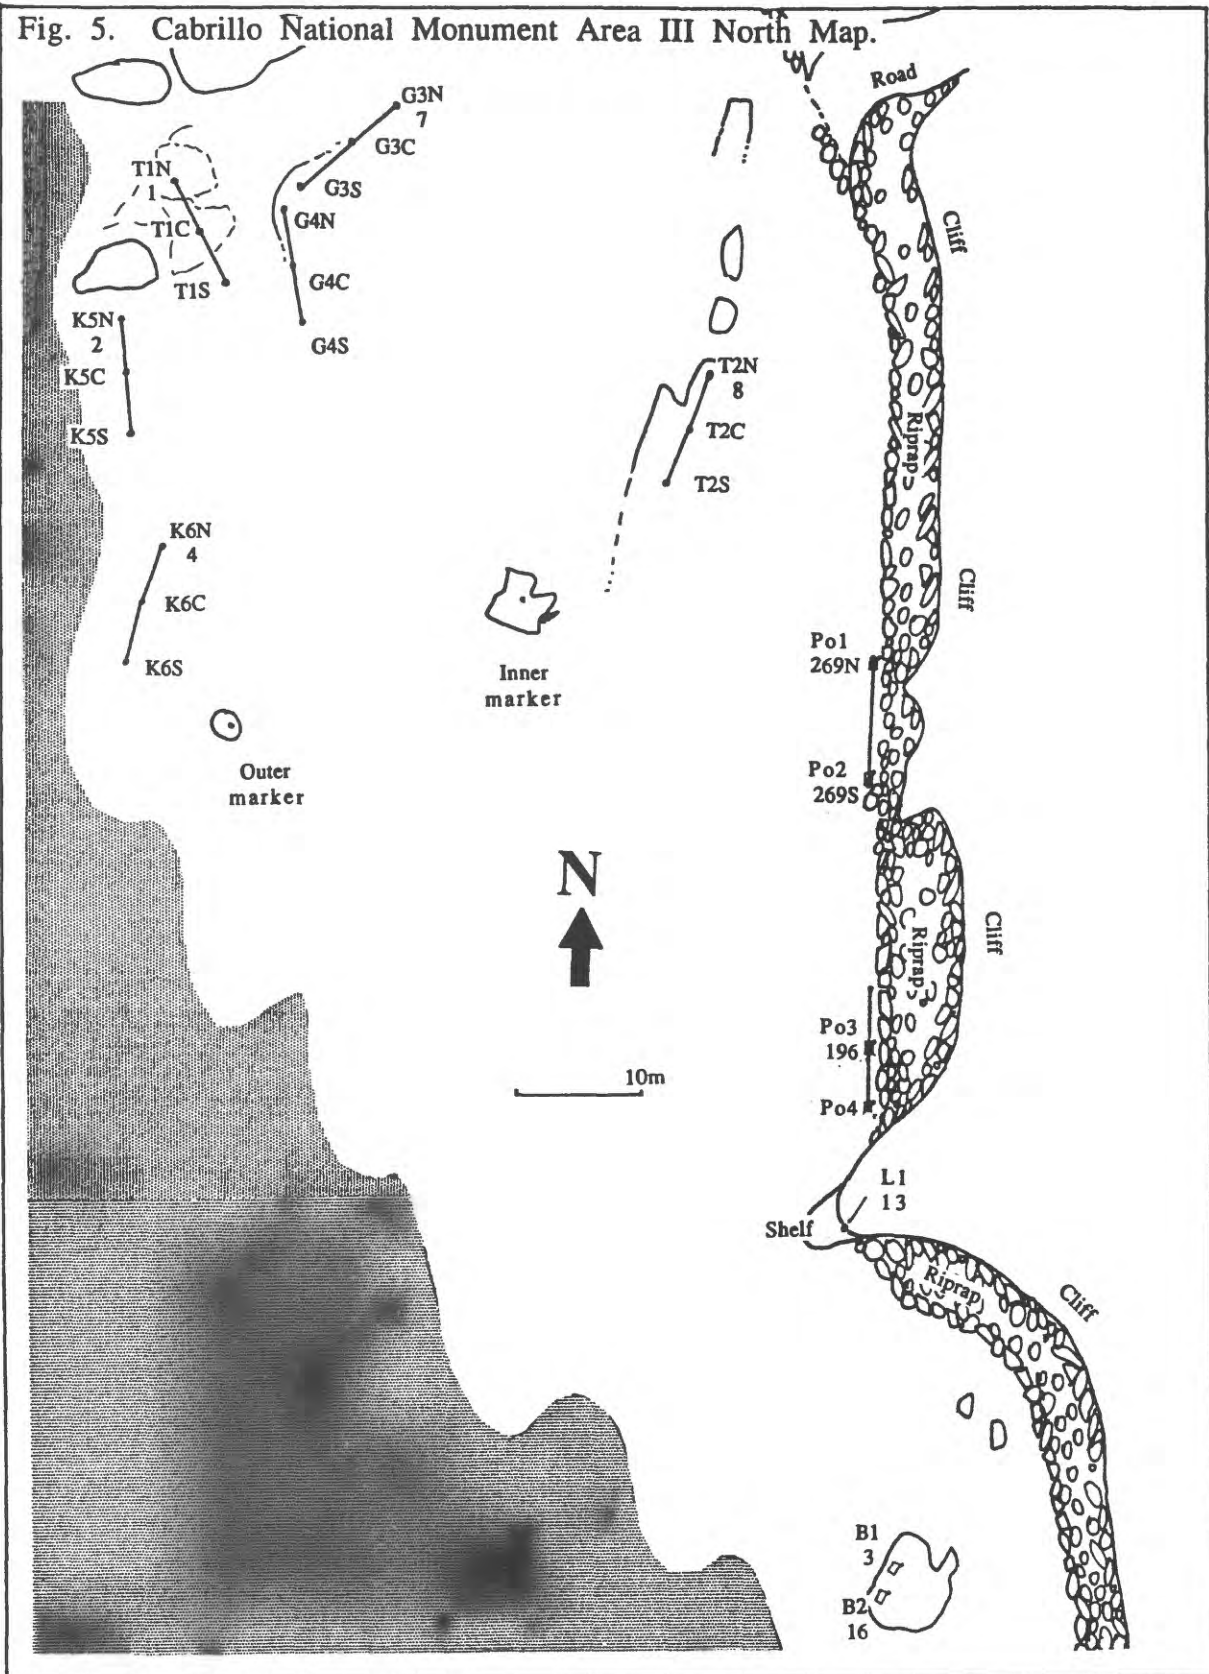 Fig. 5. Cabrillo National Monument Area III North Map.
Road
G3N
7
G3C
G3S
T1N
1
T1C
T1S
G4N
G4C
G4S
Cliff
K5N
2
K5C
K5S
T2N
8
T2C
T2S
Riprap
K6N
4
K6C
K6S
Cliff
Inner
marker
Po1
269N
Outer
marker
Po2
269S
N
Cliff
Riprap
Po3
196
10m
Po4
L1
13
Shelf
Riprap
Cliff
B1
3
B2
16